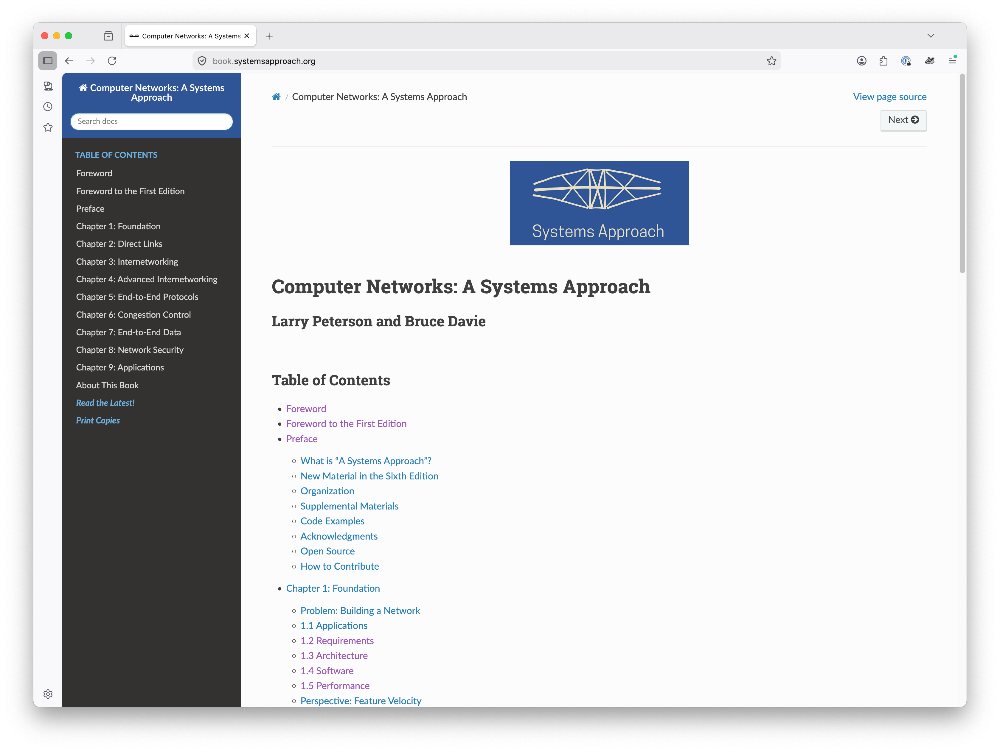 Computer Networks: A Systems
book.systemsapproach.org
Computer Networks: A Systems
Approach
Search docs
TABLE OF CONTENTS
Foreword
Foreword to the First Edition
Preface
Chapter 1: Foundation
Chapter 2: Direct Links
Chapter 3: Internetworking
Chapter 4: Advanced Internetworking
Chapter 5: End-to-End Protocols
Chapter 6: Congestion Control
Chapter 7: End-to-End Data
Chapter 8: Network Security
Chapter 9: Applications
About This Book
Read the Latest!
Print Copies
/ Computer Networks: A Systems Approach
View page source
Next
Systems Approach
Computer Networks: A Systems Approach
Larry Peterson and Bruce Davie
Table of Contents
• Foreword
• Foreword to the First Edition
• Preface
◦ What is “A Systems Approach”?
◦ New Material in the Sixth Edition
◦ Organization
◦ Supplemental Materials
◦ Code Examples
◦ Acknowledgments
◦ Open Source
◦ How to Contribute
• Chapter 1: Foundation
◦ Problem: Building a Network
◦ 1.1 Applications
◦ 1.2 Requirements
◦ 1.3 Architecture
◦ 1.4 Software
◦ 1.5 Performance
◦ Perspective: Feature Velocity